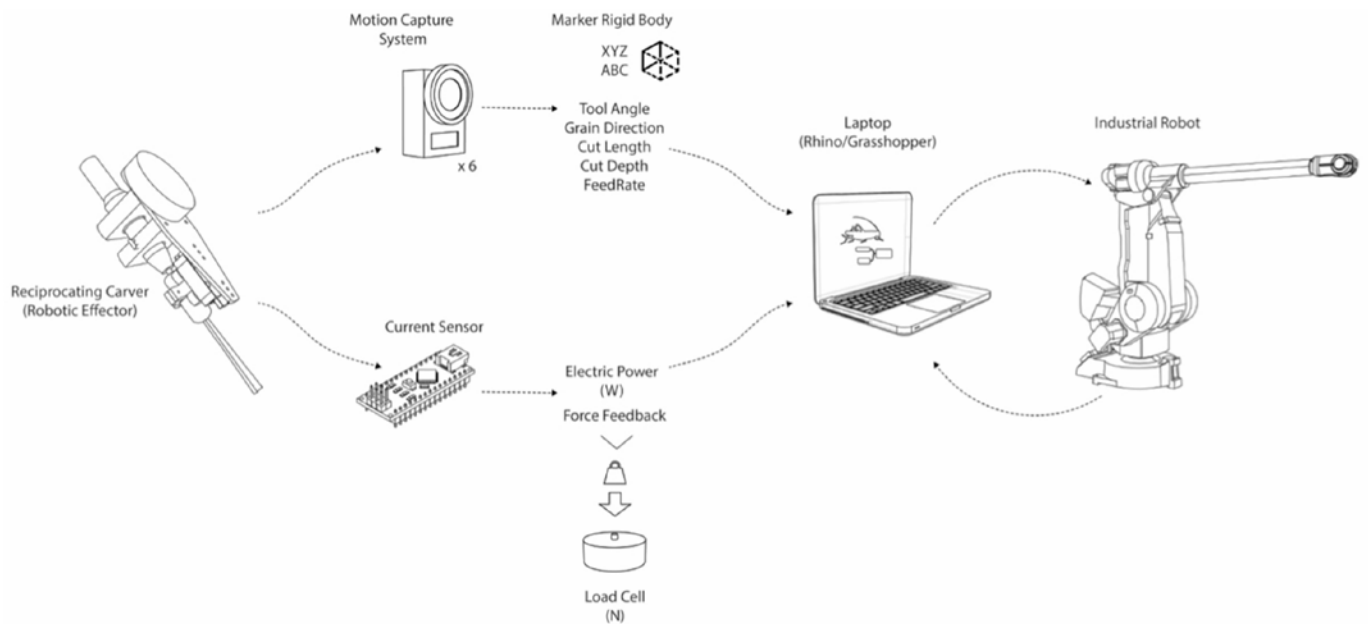 Motion Capture
System
x 6
Marker Rigid Body
XYZ
ABC
Tool Angle
Grain Direction
Cut Length
Cut Depth
FeedRate
Laptop
(Rhino/Grasshopper)
Industrial Robot
Reciprocating Carver
(Robotic Effector)
Current Sensor
Electric Power
(W)
Force Feedback
Load Cell
(N)